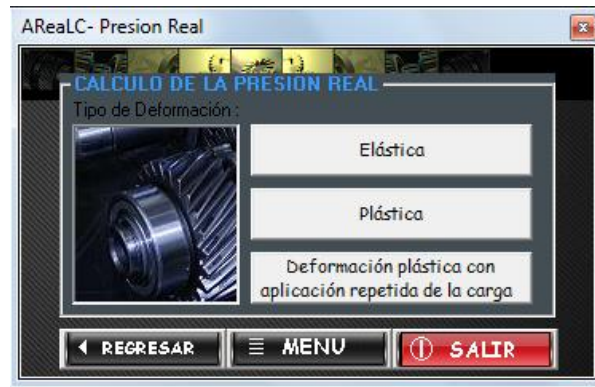 AReaLC- Presion Real
CALCULO DE LA PRESION REAL
Tipo de Deformación :
Elástica
Plástica
Deformación plástica con
aplicación repetida de la carga
REGRESAR
MENU
SALIR